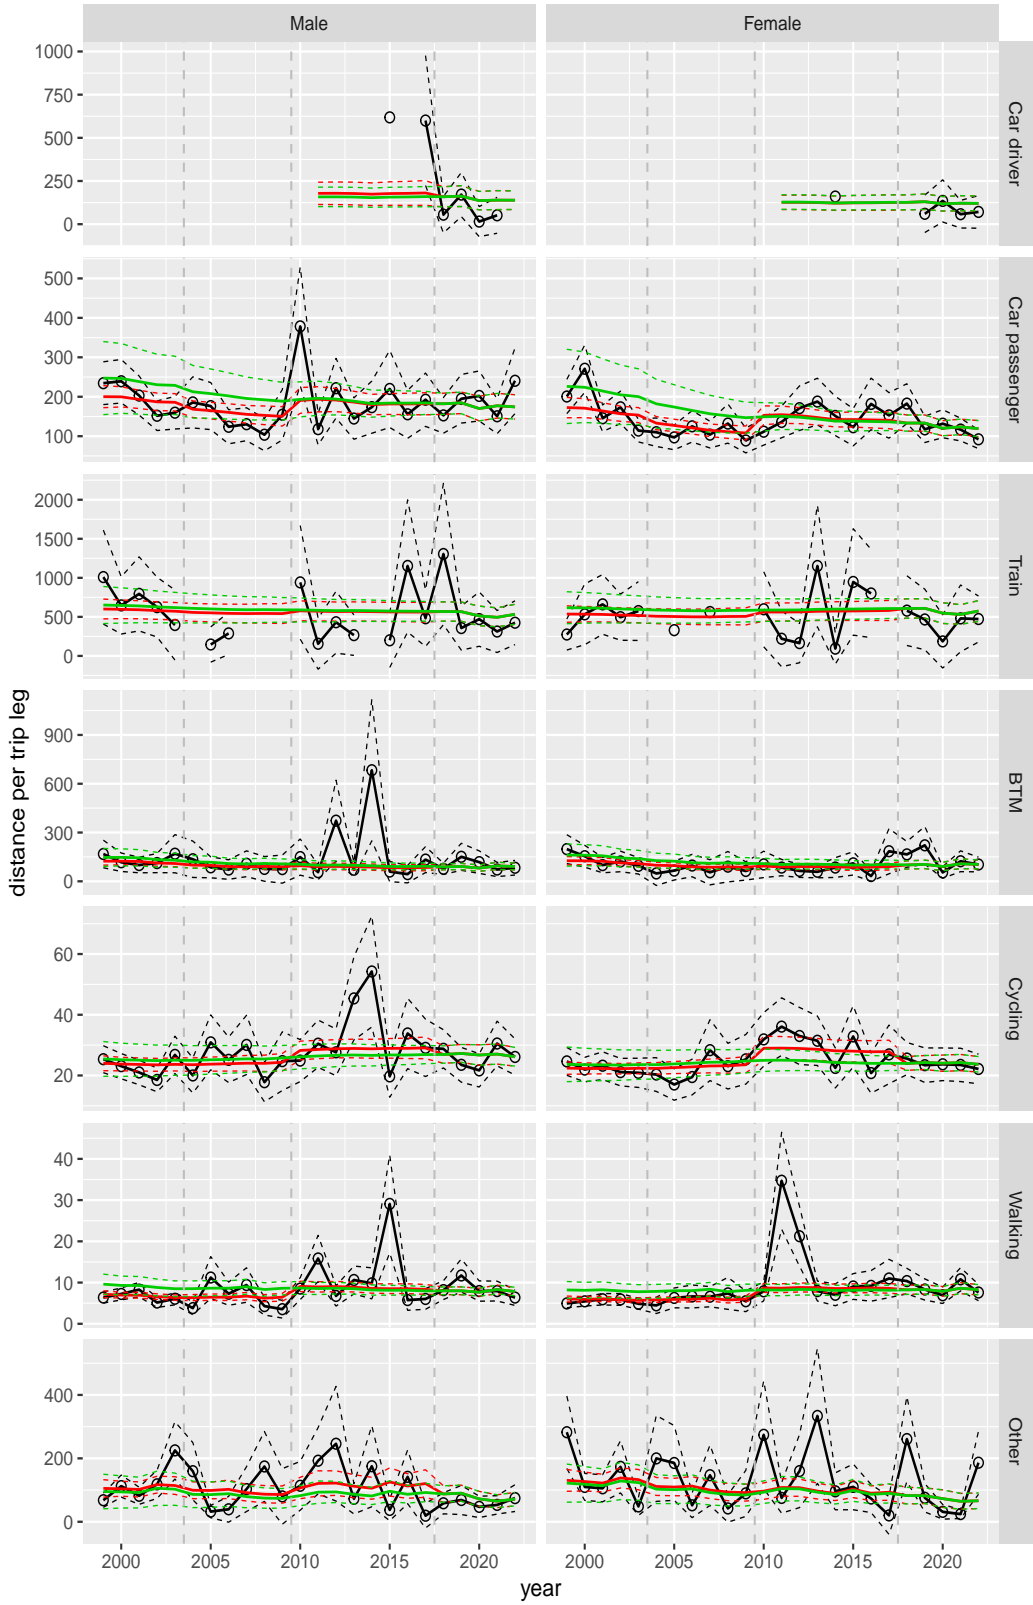 Male Female
1000
750
500
250
0
Car driver
500
400
300
200
100
Car passenger
2000
1500
1000
500
0
Train
900
600
300
0
BTM
60
40
20
Cycling
40
30
20
10
0
Walking
400
200
0
Other
2000 2005 2010 2015 2020 2000 2005 2010 2015 2020
year
distance per trip leg